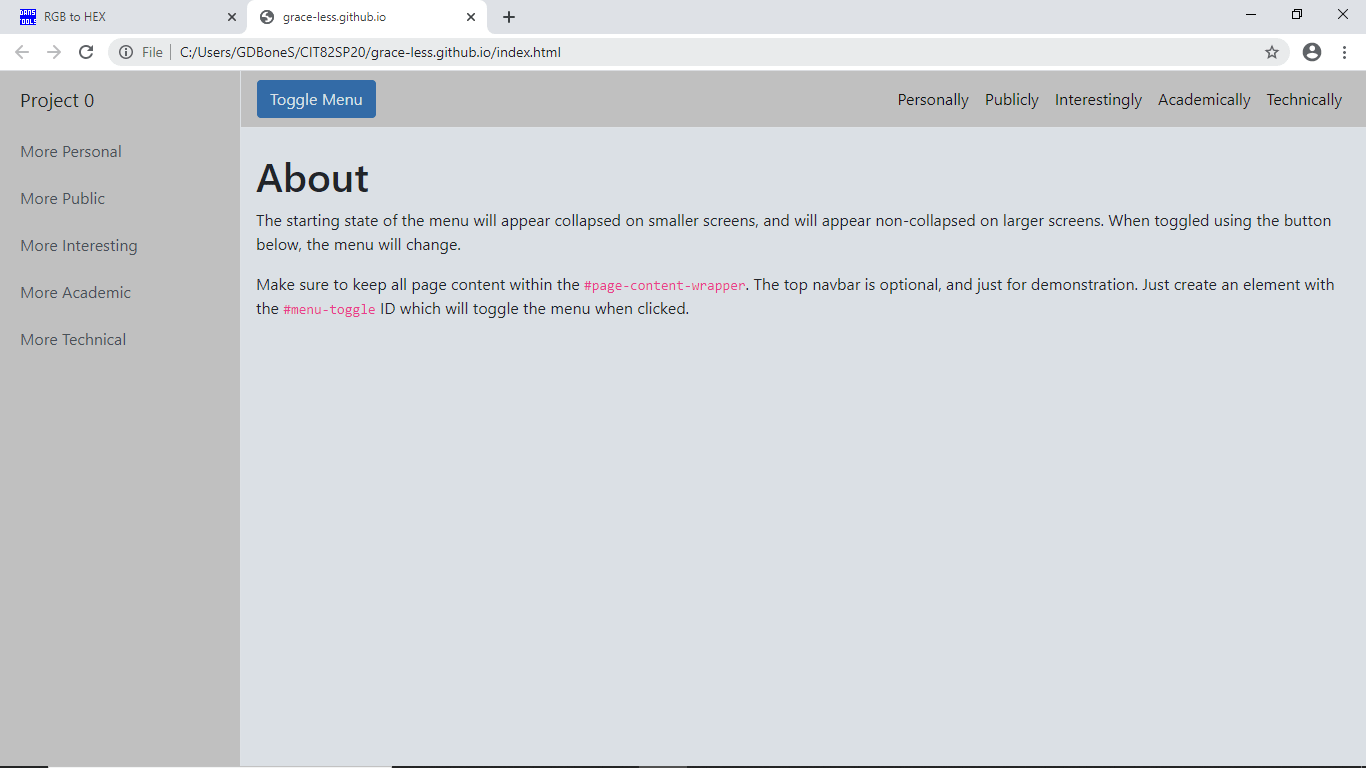 RGB to HEX
grace-less.github.io
File
C:/Users/GDBoneS/CIT82SP20/grace-less.github.io/index.html
Project 0
Toggle Menu
Personally Publicly Interestingly Academically Technically
More Personal
More Public
More Interesting
More Academic
More Technical
About
The starting state of the menu will appear collapsed on smaller screens, and will appear non-collapsed on larger screens. When toggled using the button
below, the menu will change.
Make sure to keep all page content within the #page-content-wrapper. The top navbar is optional, and just for demonstration. Just create an element with
the #menu-toggle ID which will toggle the menu when clicked.